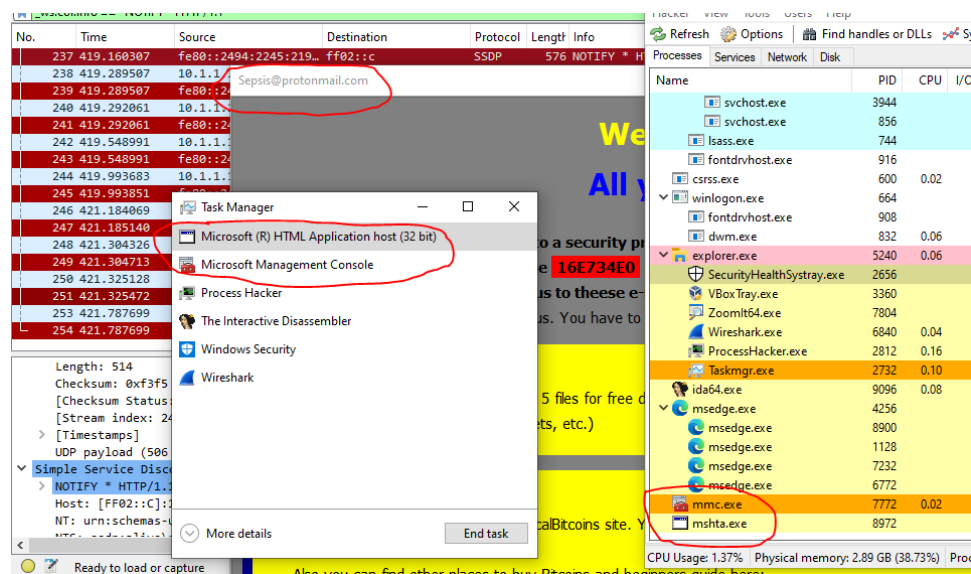 _ws.col.info == "NOTIFY * HTTP/1.1"
No. Time Source Destination Protocol Length Info
237 419.160307 fe80::2494:2245:219… ff02::c SSDP 576 NOTIFY * H
238 419.289507 10.1.1.
239 419.289507 fe80::24
240 419.292061 10.1.1.
241 419.292061 fe80::24
242 419.548991 10.1.1.
243 419.548991 fe80::24
244 419.993683 10.1.1.
245 419.993851
246 421.184069
247 421.185140
248 421.304326
249 421.304713
250 421.325128
251 421.325472
253 421.787699
254 421.787699
Length: 514
Checksum: 0xf3f5
[Checksum Status:
[Stream index: 24
[Timestamps]
UDP payload (506
Simple Service Disc
NOTIFY * HTTP/1.1
Host: [FF02::C]:
NT: urn:schemas-u
Ready to load or capture
Sepsis@protonmail.com
We
All y
to a security pr
e 16E734E0
us to theese e-
us. You have to
5 files for free d
ets, etc.)
calBitcoins site. Y
Also you can find other places to buy Bitcoins and beginners guide here:
Task Manager
Microsoft (R) HTML Application host (32 bit)
Microsoft Management Console
Process Hacker
The Interactive Disassembler
Windows Security
Wireshark
More details
End task
Hacker View Tools Users Help
Refresh Options Find handles or DLLs Sy
Processes Services Network Disk
Name PID CPU I/O
svchost.exe 3944
svchost.exe 856
lsass.exe 744
fontdrvhost.exe 916
csrss.exe 600 0.02
winlogon.exe 664
fontdrvhost.exe 908
dwm.exe 832 0.06
explorer.exe 5240 0.06
SecurityHealthSystray.exe 2656
VBoxTray.exe 3360
ZoomIt64.exe 7804
Wireshark.exe 6840 0.04
ProcessHacker.exe 2812 0.16
Taskmgr.exe 2732 0.10
ida64.exe 9096 0.08
msedge.exe 4256
msedge.exe 8900
msedge.exe 1128
msedge.exe 7232
msedge.exe 6772
mmc.exe 7772 0.02
mshta.exe 8972
CPU Usage: 1.37% Physical memory: 2.89 GB (38.73%) Proc